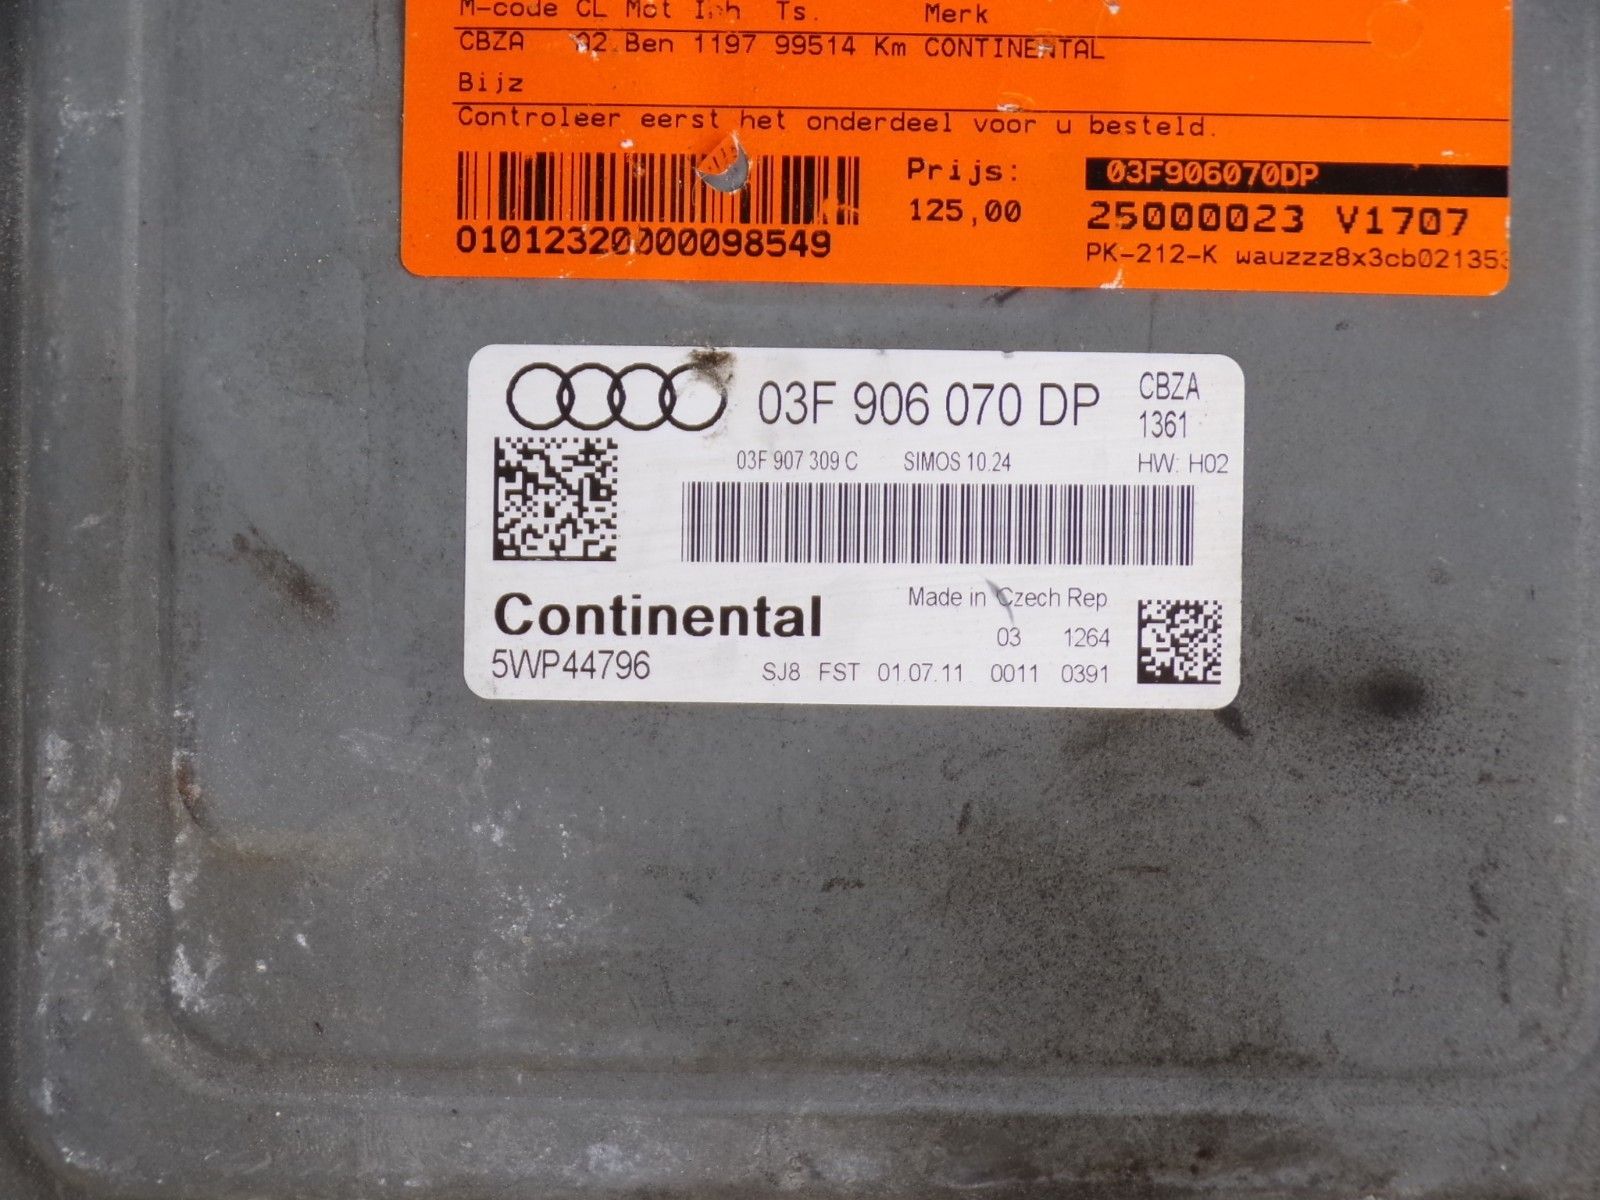 M-code CL Mot Inh Ts. Merk
CBZA 02 Ben 1197 99514 Km CONTINENTAL
Bijz
Controleer eerst het onderdeel voor u besteld.
Prijs: 03F906070DP
125,00 25000023 V1707
01012320000098549 PK-212-K wauzzz8x3cb021353
03F 906 070 DP CBZA
1361
03F 907 309 C SIMOS 10.24 HW: H02
Continental Made in Czech Rep
03 1264
5WP44796 SJ8 FST 01.07.11 0011 0391